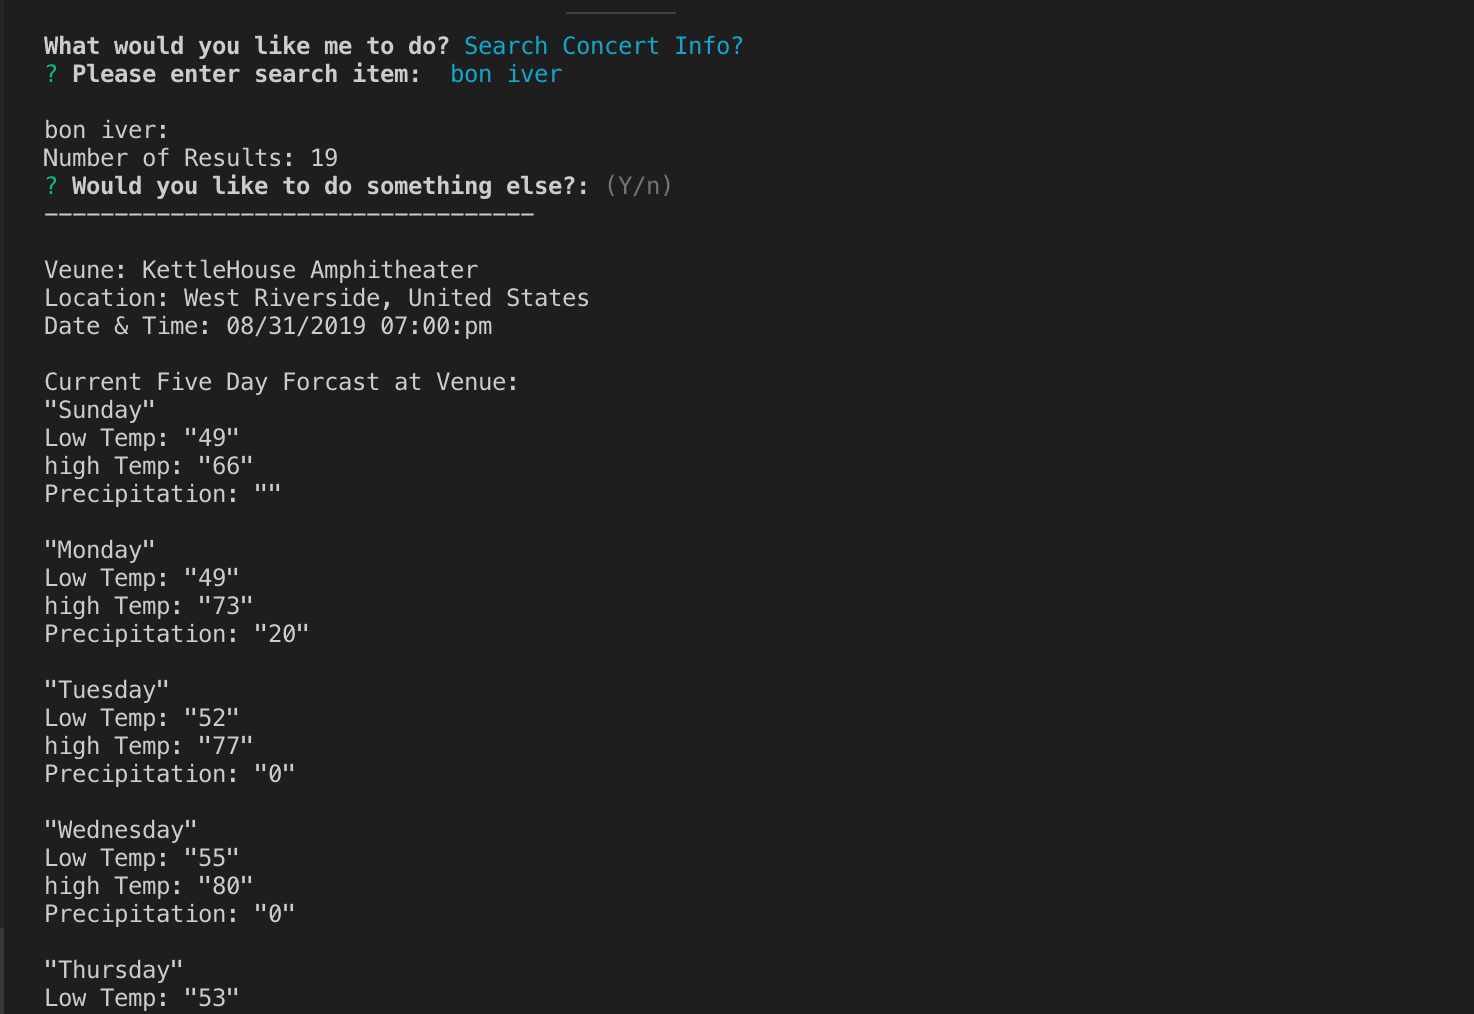 What would you like me to do? Search Concert Info?
? Please enter search item:  bon iver
bon iver:
Number of Results: 19
? Would you like to do something else?: (Y/n)
-----------------------------------
Veune: KettleHouse Amphitheater
Location: West Riverside, United States
Date & Time: 08/31/2019 07:00:pm
Current Five Day Forcast at Venue:
"Sunday"
Low Temp: "49"
high Temp: "66"
Precipitation: ""
"Monday"
Low Temp: "49"
high Temp: "73"
Precipitation: "20"
"Tuesday"
Low Temp: "52"
high Temp: "77"
Precipitation: "0"
"Wednesday"
Low Temp: "55"
high Temp: "80"
Precipitation: "0"
"Thursday"
Low Temp: "53"